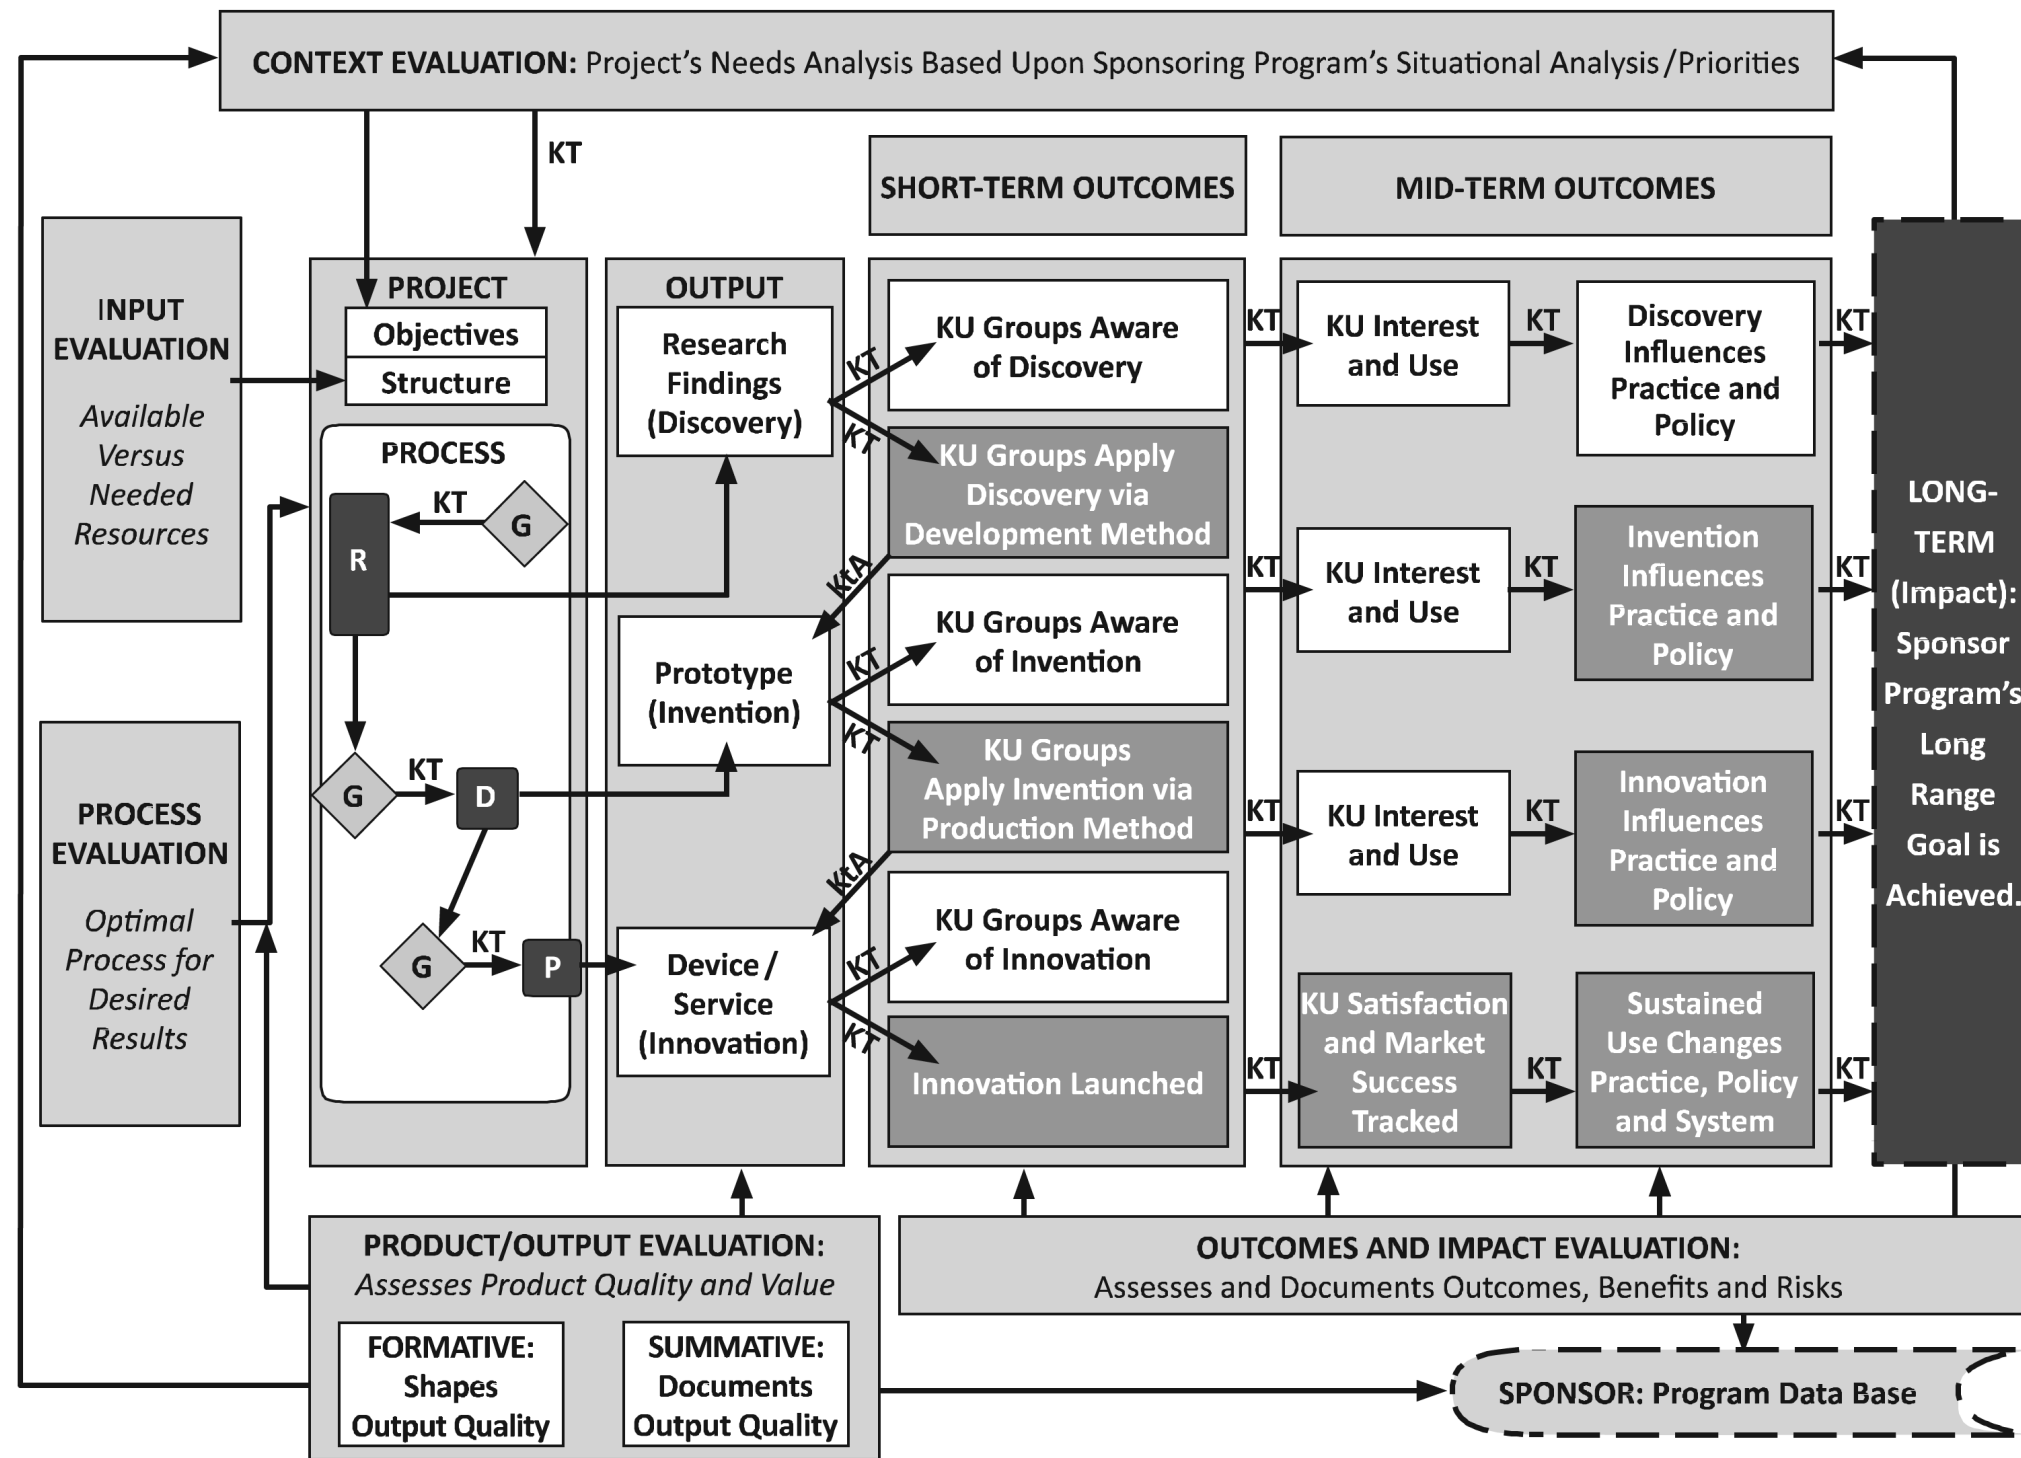 CONTEXT EVALUATION: Project's Needs Analysis Based Upon Sponsoring Program's Situational Analysis/Priorities
KT
SHORT-TERM OUTCOMES
MID-TERM OUTCOMES
INPUT
EVALUATION
Available
Versus
Needed
Resources
PROCESS
EVALUATION
Optimal
Process for
Desired
Results
PROJECT
Objectives
Structure
PROCESS
KT
G
R
G
KT
D
G
KT
P
OUTPUT
Research
Findings
(Discovery)
Prototype
(Invention)
Device/
Service
(Innovation)
KT
KT
KtA
KT
KT
KtA
KT
KT
KU Groups Aware
of Discovery
KU Groups Apply
Discovery via
Development Method
KU Groups Aware
of Invention
KU Groups
Apply Invention via
Production Method
KU Groups Aware
of Innovation
Innovation Launched
KT
KU Interest
and Use
KT
Discovery
Influences
Practice and
Policy
KT
KT
KU Interest
and Use
KT
Invention
Influences
Practice and
Policy
KT
KT
KU Interest
and Use
KT
Innovation
Influences
Practice and
Policy
KT
KT
KU Satisfaction
and Market
Success
Tracked
KT
Sustained
Use Changes
Practice, Policy
and System
KT
LONG-
TERM
(Impact):
Sponsor
Program's
Long
Range
Goal is
Achieved.
PRODUCT/OUTPUT EVALUATION:
Assesses Product Quality and Value
FORMATIVE:
Shapes
Output Quality
SUMMATIVE:
Documents
Output Quality
OUTCOMES AND IMPACT EVALUATION:
Assesses and Documents Outcomes, Benefits and Risks
SPONSOR: Program Data Base